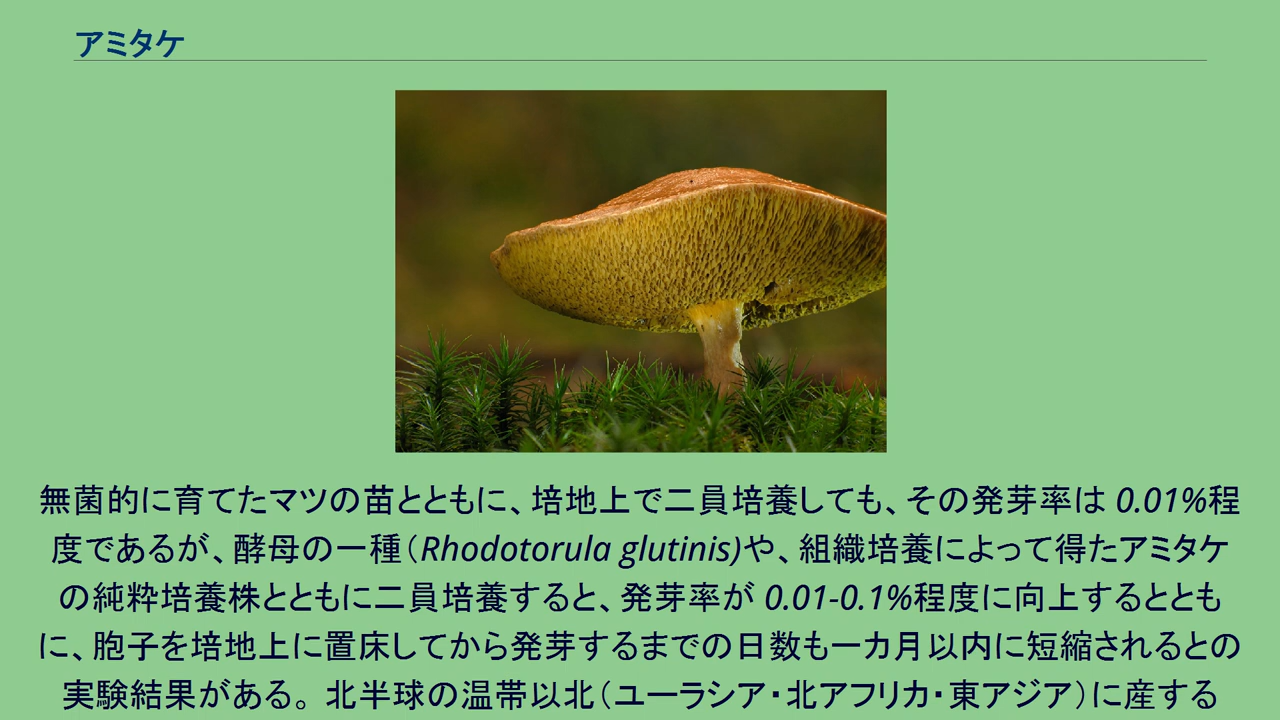 アミタケ
無菌的に育てたマツの苗とともに、培地上で二員培養しても、その発芽率は 0.01%程
度であるが、酵母の一種（Rhodotorula glutinis)や、組織培養によって得たアミタケ
の純粋培養株とともに二員培養すると、発芽率が 0.01-0.1%程度に向上するととも
に、胞子を培地上に置床してから発芽するまでの日数も一カ月以内に短縮されるとの
実験結果がある。北半球の温帯以北（ユーラシア・北アフリカ・東アジア）に産する